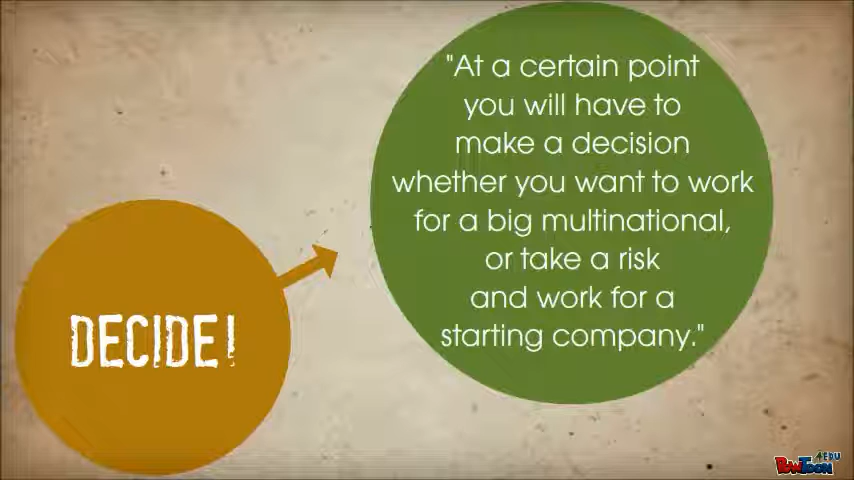 "At a certain point
you will have to
make a decision
whether you want to work
for a big multinational,
or take a risk
and work for a
starting company."
DECIDE!
4EDU
POWTOON